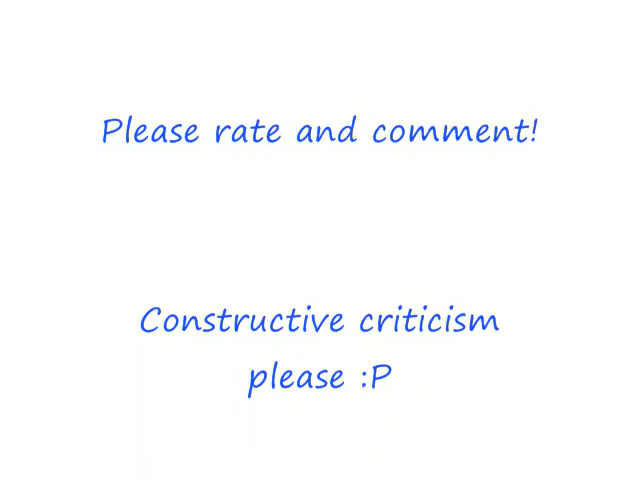 Please rate and comment!
Constructive criticism
please :P